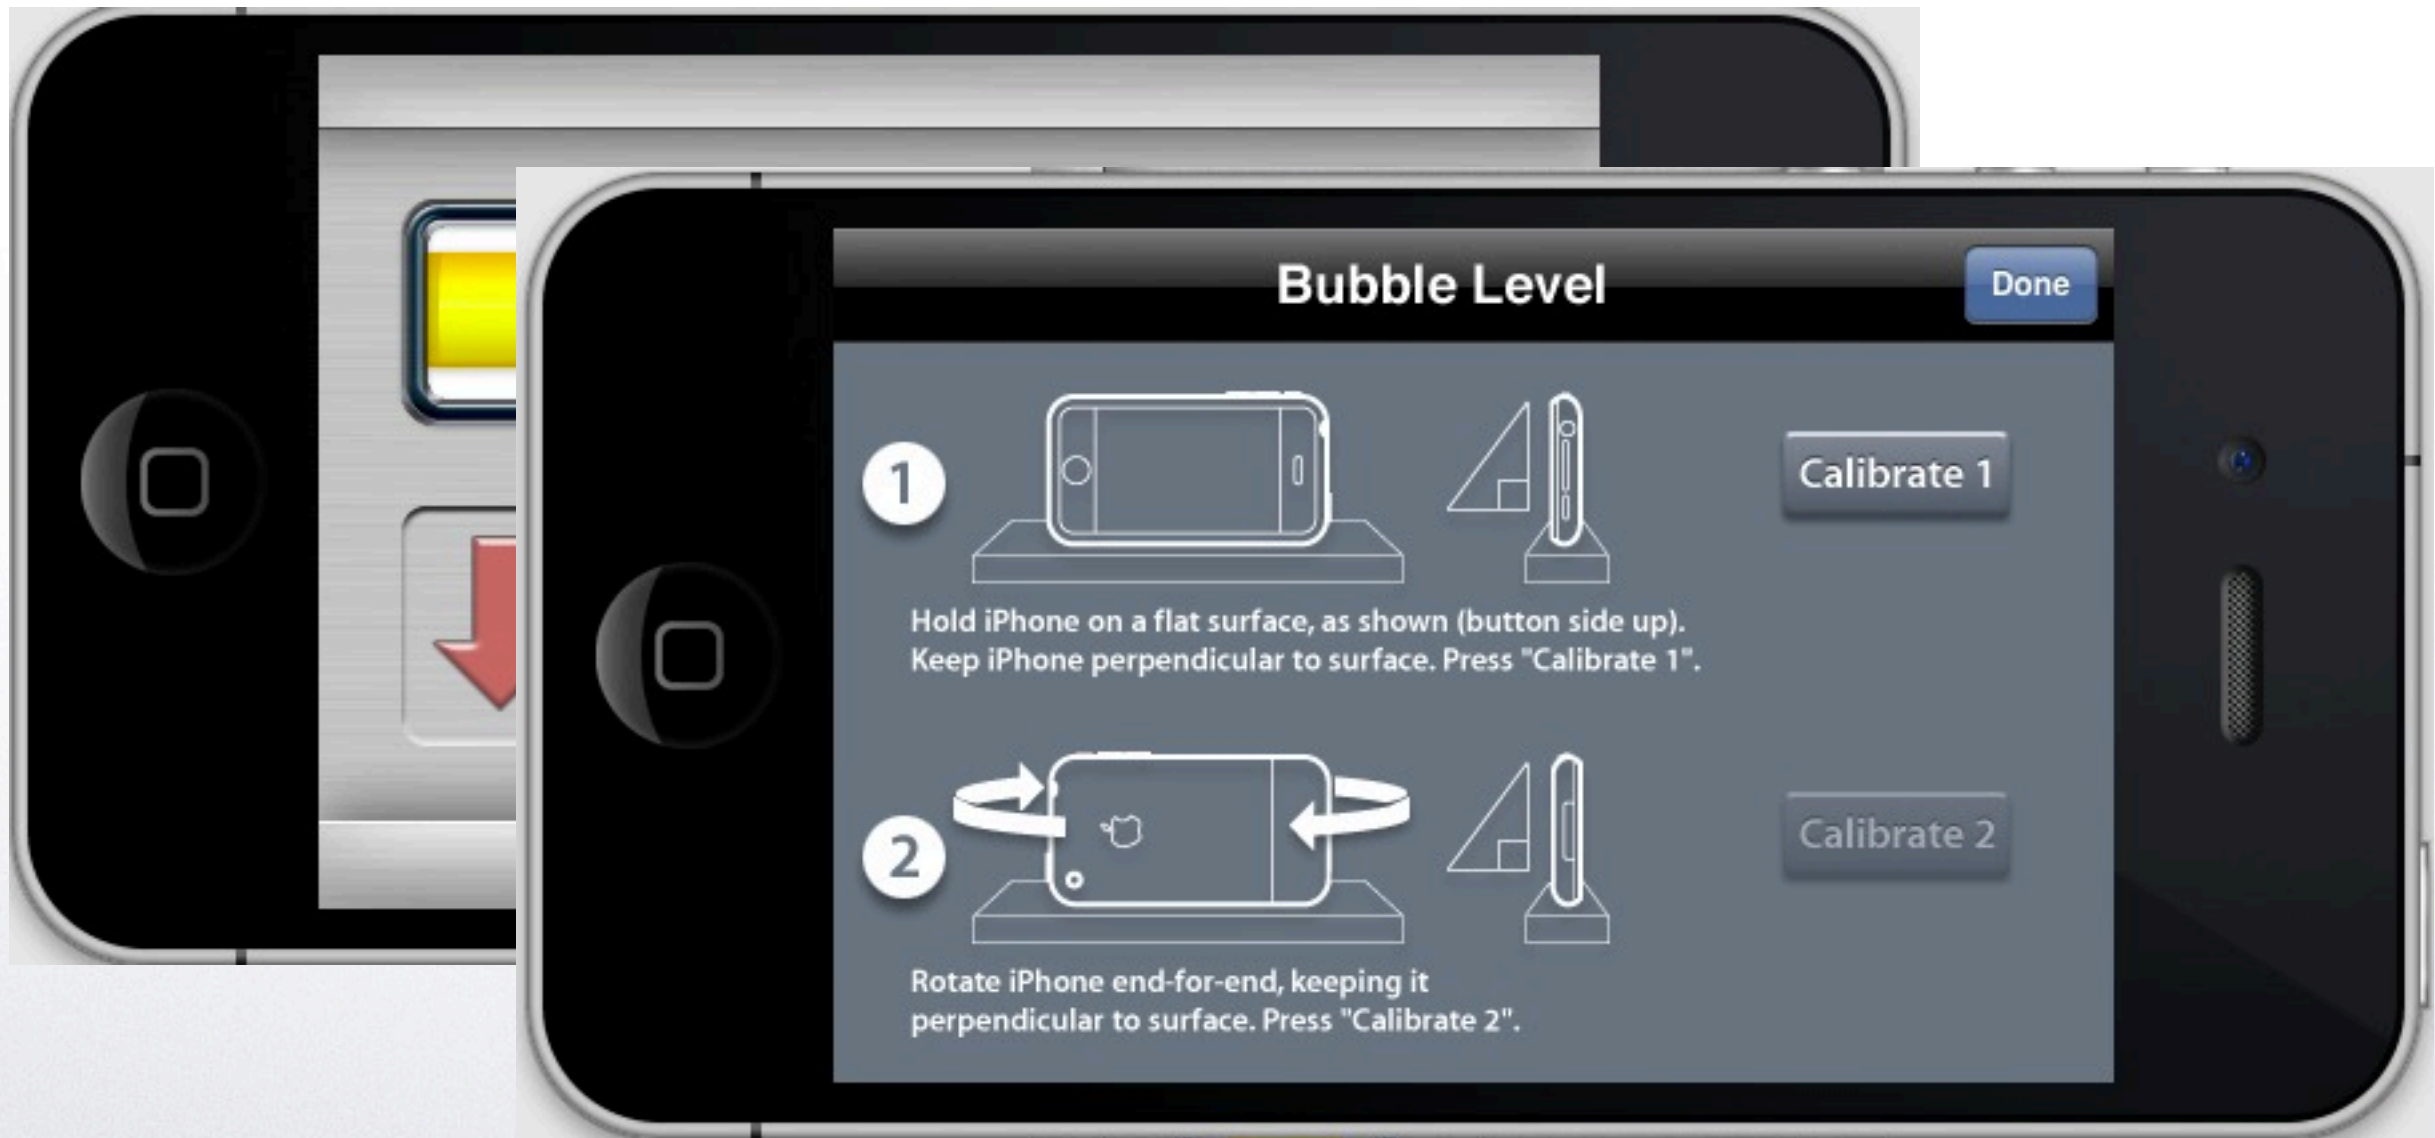 Bubble Level
Done
1
Calibrate 1
Hold iPhone on a flat surface, as shown (button side up).
Keep iPhone perpendicular to surface. Press "Calibrate 1".
2
Calibrate 2
Rotate iPhone end-for-end, keeping it
perpendicular to surface. Press "Calibrate 2".